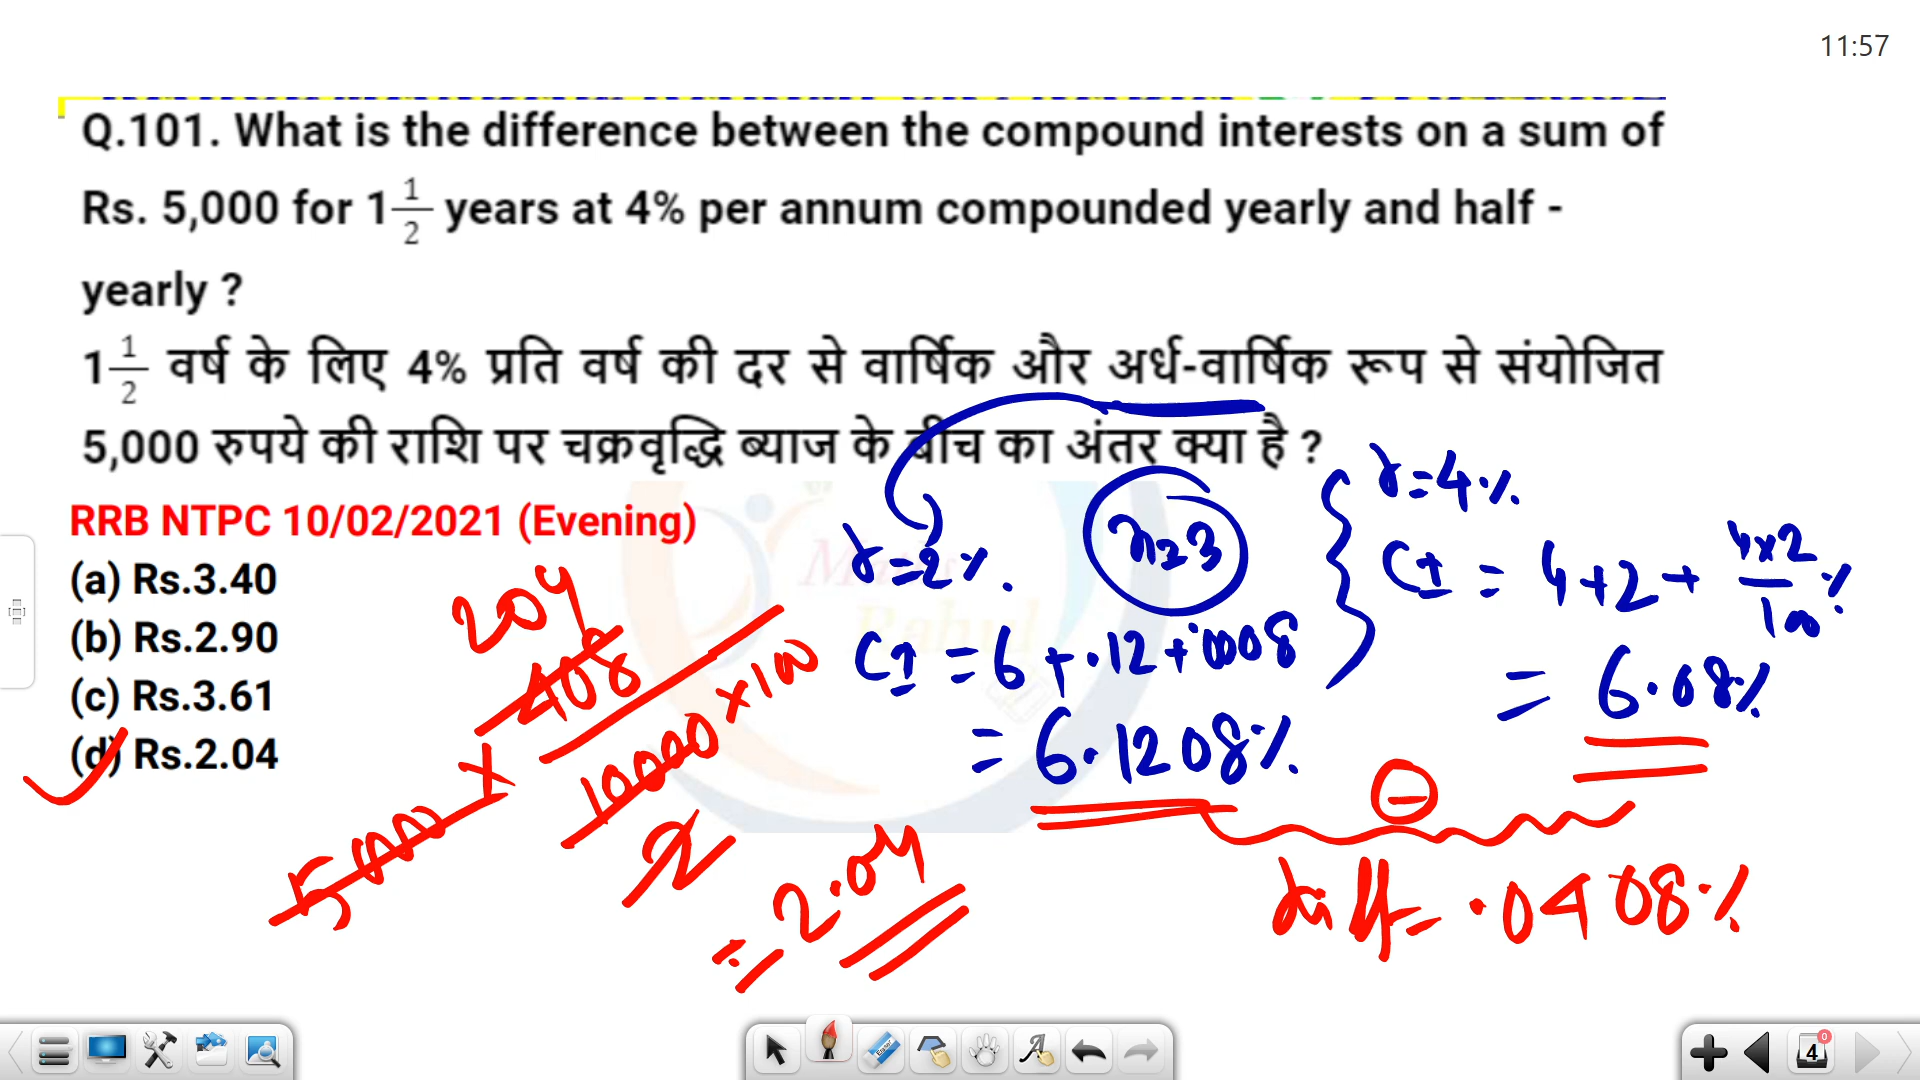 11:57
Q.101. What is the difference between the compound interests on a sum of
Rs. 5,000 for 1 1/2 years at 4% per annum compounded yearly and half -
yearly ?
1 1/2 वर्ष के लिए 4% प्रति वर्ष की दर से वार्षिक और अर्ध-वार्षिक रूप से संयोजित
5,000 रुपये की राशि पर चक्रवृद्धि ब्याज के बीच का अंतर क्या है ?
RRB NTPC 10/02/2021 (Evening)
(a) Rs.3.40
(b) Rs.2.90
(c) Rs.3.61
(d) Rs.2.04
r=2%.
n=3
CI = 6+.12+.0008
= 6.1208%
r=4%
CI = 4+2+ 4x2/100 %
= 6.08%
diff= .0408%
204
5000 x 408/10000x100
2
= 2.04
Eraser
A
4
0